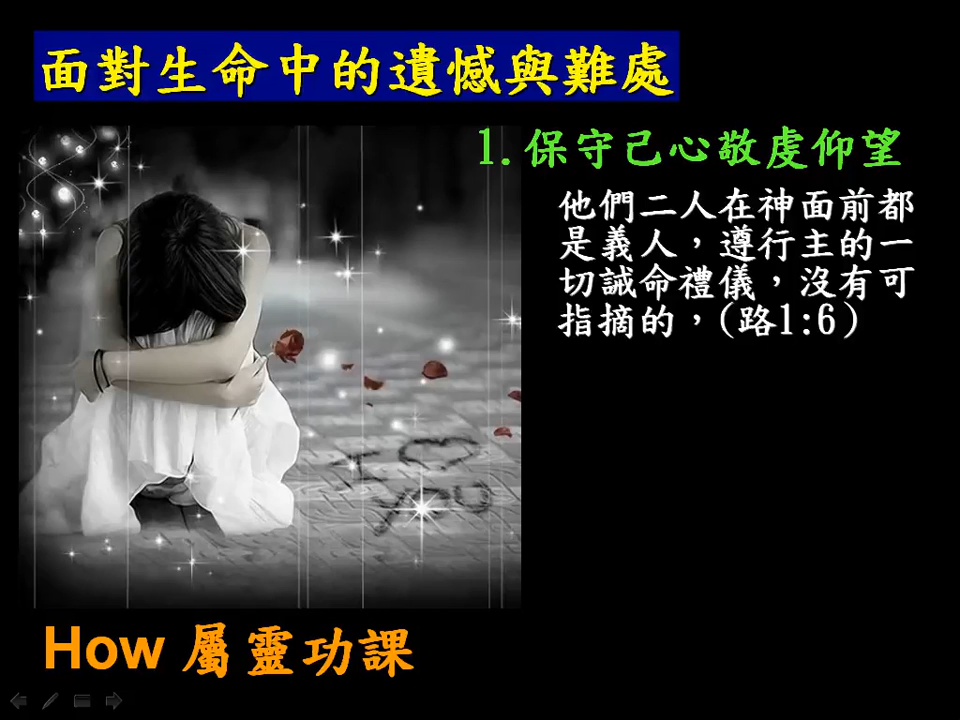 面對生命中的遺憾與難處
1.保守己心敬虔仰望
他們二人在神面前都
是義人，遵行主的一
切誡命禮儀，沒有可
指摘的，(路1:6)
I ♡
you
How 屬靈功課